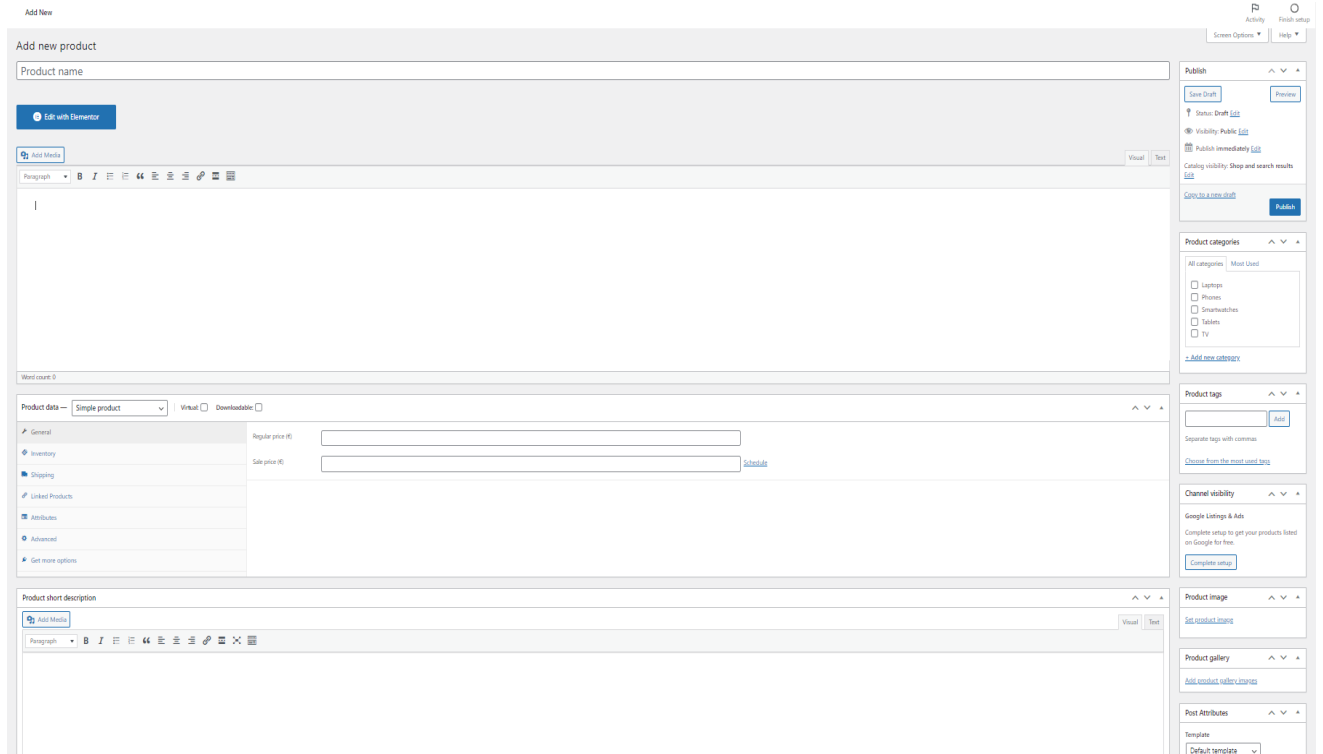 Add New
Activity
Finish setup
Screen Options
Help
Add new product
Product name
Edit with Elementor
Add Media
Visual
Text
Paragraph
B I
Word count: 0
Product data — Simple product
Virtual:
Downloadable:
General
Inventory
Shipping
Linked Products
Attributes
Advanced
Get more options
Regular price (€)
Sale price (€)
Schedule
Product short description
Add Media
Visual
Text
Paragraph
B I
Publish
Save Draft
Preview
Status: Draft Edit
Visibility: Public Edit
Publish immediately Edit
Catalog visibility: Shop and search results
Edit
Copy to a new draft
Publish
Product categories
All categories
Most Used
Laptops
Phones
Smartwatches
Tablets
TV
+ Add new category
Product tags
Add
Separate tags with commas
Choose from the most used tags
Channel visibility
Google Listings & Ads
Complete setup to get your products listed
on Google for free.
Complete setup
Product image
Set product image
Product gallery
Add product gallery images
Post Attributes
Template
Default template